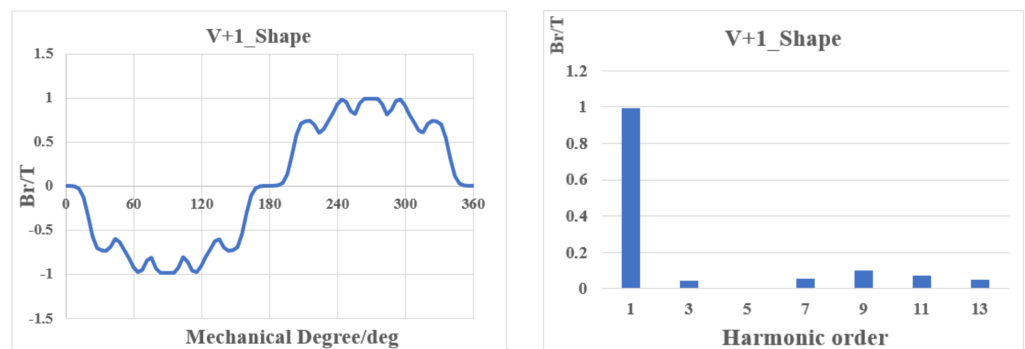 V+1_Shape
1.5
1
0.5
0
-0.5
-1
-1.5
0 60 120 180 240 300 360
Br/T
Mechanical Degree/deg
V+1_Shape
Br/T
1.2
1
0.8
0.6
0.4
0.2
0
1 3 5 7 9 11 13
Harmonic order